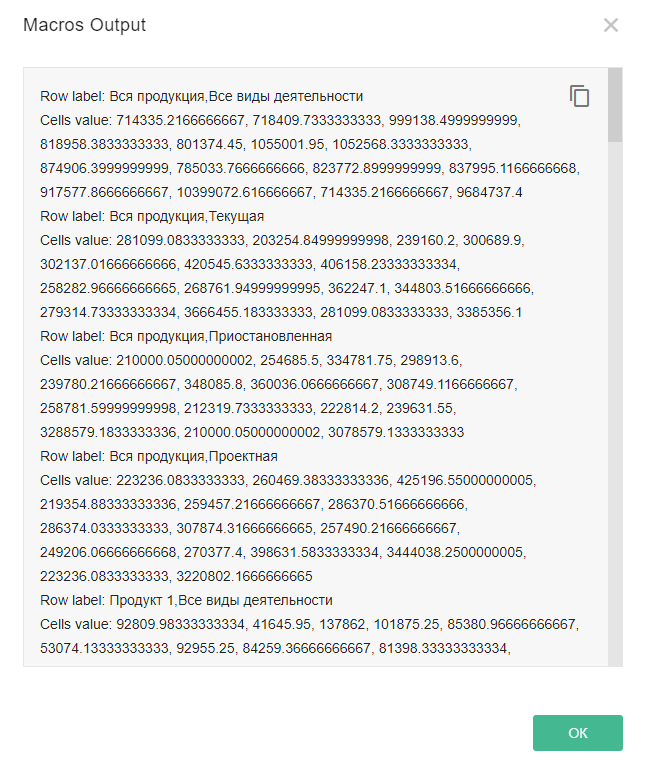 Macros Output
Row label: Вся продукция,Все виды деятельности
Cells value: 714335.2166666667, 718409.7333333333, 999138.4999999999,
818958.3833333333, 801374.45, 1055001.95, 1052568.3333333333,
874906.3999999999, 785033.7666666666, 823772.8999999999, 837995.1166666668,
917577.8666666667, 10399072.616666667, 714335.2166666667, 9684737.4
Row label: Вся продукция,Текущая
Cells value: 281099.0833333333, 203254.84999999998, 239160.2, 300689.9,
302137.01666666666, 420545.6333333333, 406158.23333333334,
258282.96666666665, 268761.94999999995, 362247.1, 344803.51666666666,
279314.73333333334, 3666455.183333333, 281099.0833333333, 3385356.1
Row label: Вся продукция,Приостановленная
Cells value: 210000.05000000002, 254685.5, 334781.75, 298913.6,
239780.21666666667, 348085.8, 360036.0666666667, 308749.1166666667,
258781.59999999998, 212319.7333333333, 222814.2, 239631.55,
3288579.1833333336, 210000.05000000002, 3078579.1333333333
Row label: Вся продукция,Проектная
Cells value: 223236.0833333333, 260469.38333333336, 425196.55000000005,
219354.88333333336, 259457.21666666667, 286370.51666666666,
286374.0333333333, 307874.31666666665, 257490.21666666667,
249206.06666666668, 270377.4, 398631.5833333334, 3444038.2500000005,
223236.0833333333, 3220802.1666666665
Row label: Продукт 1,Все виды деятельности
Cells value: 92809.98333333334, 41645.95, 137862, 101875.25, 85380.96666666667,
53074.13333333333, 92955.25, 84259.36666666667, 81398.33333333334,
OK